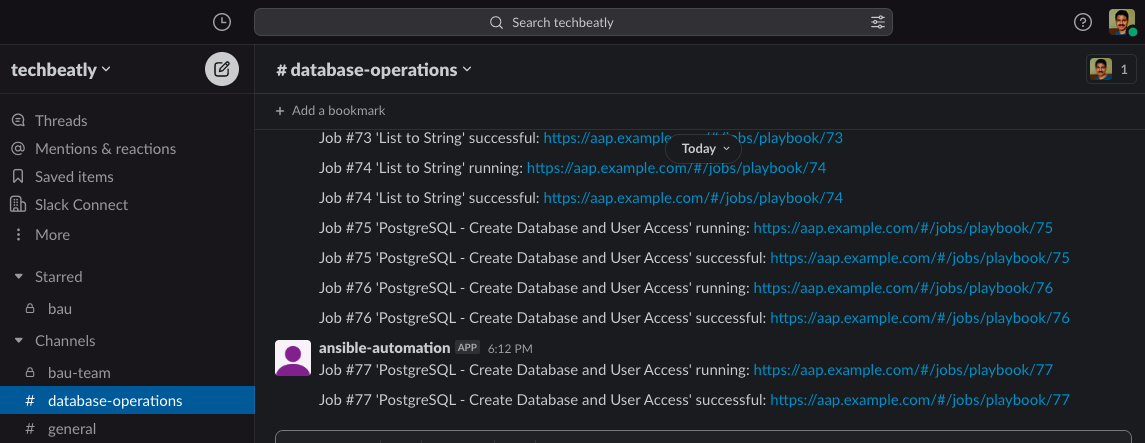 Search techbeatly
techbeatly
# database-operations
1
Threads
Mentions & reactions
Saved items
Slack Connect
More
Starred
bau
Channels
bau-team
# database-operations
# general
+ Add a bookmark
Today
Job #73 'List to String' successful: https://aap.example.com/#/jobs/playbook/73
Job #74 'List to String' running: https://aap.example.com/#/jobs/playbook/74
Job #74 'List to String' successful: https://aap.example.com/#/jobs/playbook/74
Job #75 'PostgreSQL - Create Database and User Access' running: https://aap.example.com/#/jobs/playbook/75
Job #75 'PostgreSQL - Create Database and User Access' successful: https://aap.example.com/#/jobs/playbook/75
Job #76 'PostgreSQL - Create Database and User Access' running: https://aap.example.com/#/jobs/playbook/76
Job #76 'PostgreSQL - Create Database and User Access' successful: https://aap.example.com/#/jobs/playbook/76
ansible-automation APP 6:12 PM
Job #77 'PostgreSQL - Create Database and User Access' running: https://aap.example.com/#/jobs/playbook/77
Job #77 'PostgreSQL - Create Database and User Access' successful: https://aap.example.com/#/jobs/playbook/77